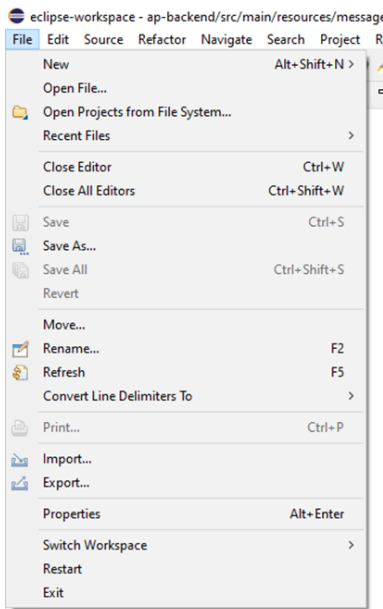 eclipse-workspace - ap-backend/src/main/resources/message
File Edit Source Refactor Navigate Search Project R
New Alt+Shift+N >
Open File...
Open Projects from File System...
Recent Files >
Close Editor Ctrl+W
Close All Editors Ctrl+Shift+W
Save Ctrl+S
Save As...
Save All Ctrl+Shift+S
Revert
Move...
Rename... F2
Refresh F5
Convert Line Delimiters To >
Print... Ctrl+P
Import...
Export...
Properties Alt+Enter
Switch Workspace >
Restart
Exit